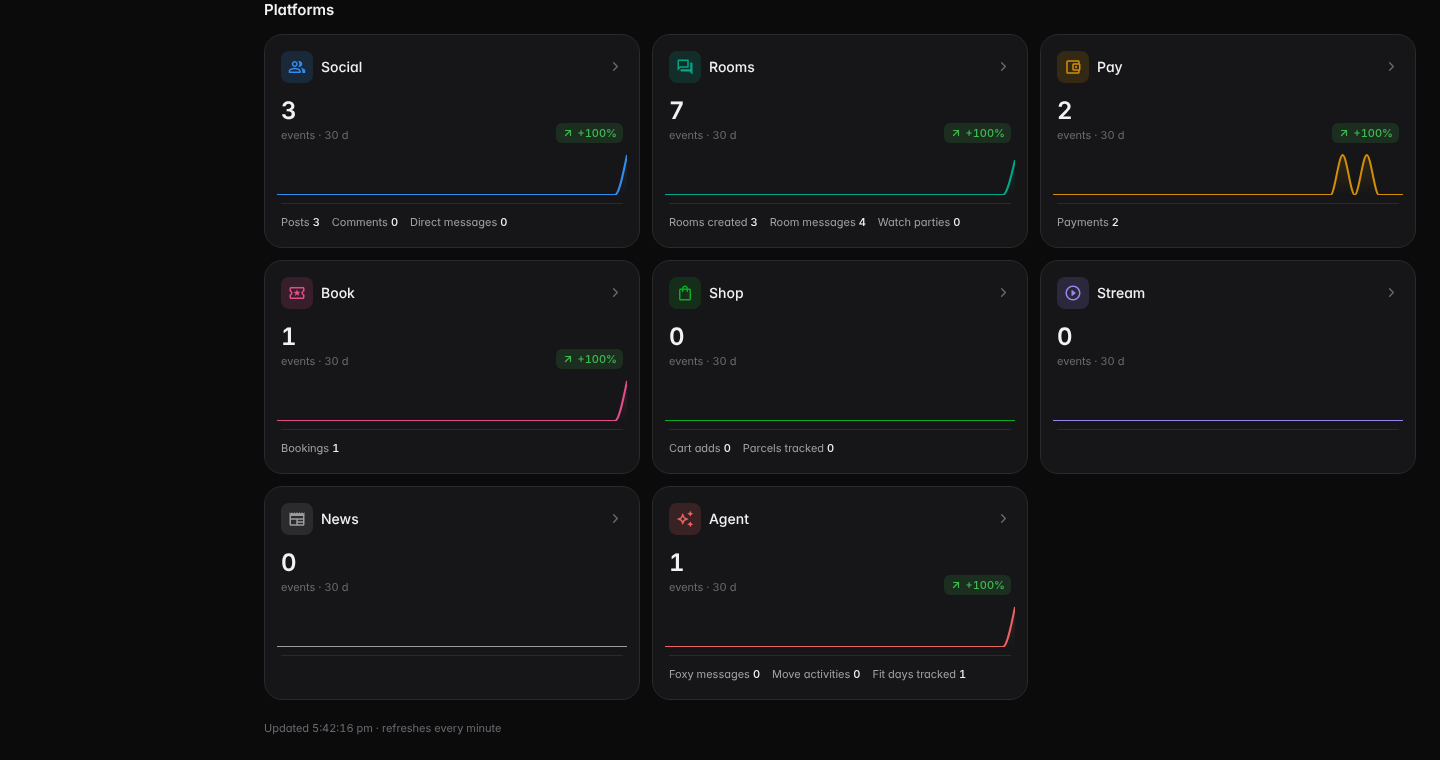 Platforms
Social
3
events · 30 d
+100%
Posts 3 Comments 0 Direct messages 0
Rooms
7
events · 30 d
+100%
Rooms created 3 Room messages 4 Watch parties 0
Pay
2
events · 30 d
+100%
Payments 2
Book
1
events · 30 d
+100%
Bookings 1
Shop
0
events · 30 d
Cart adds 0 Parcels tracked 0
Stream
0
events · 30 d
News
0
events · 30 d
Agent
1
events · 30 d
+100%
Foxy messages 0 Move activities 0 Fit days tracked 1
Updated 5:42:16 pm · refreshes every minute